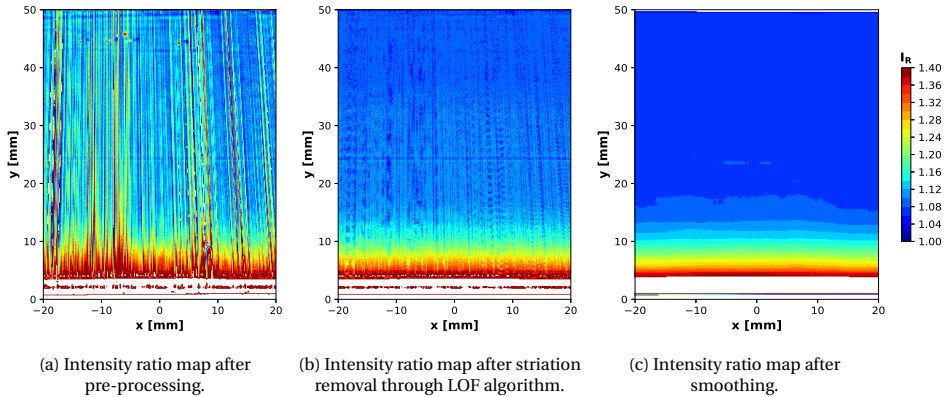 50
40
30
20
10
0
y [mm]
−20 −10 0 10 20
x [mm]
50
40
30
20
10
0
y [mm]
−20 −10 0 10 20
x [mm]
50
40
30
20
10
0
y [mm]
−20 −10 0 10 20
x [mm]
I_R
1.40
1.36
1.32
1.28
1.24
1.20
1.16
1.12
1.08
1.04
1.00
(a) Intensity ratio map after
pre-processing.
(b) Intensity ratio map after striation
removal through LOF algorithm.
(c) Intensity ratio map after
smoothing.